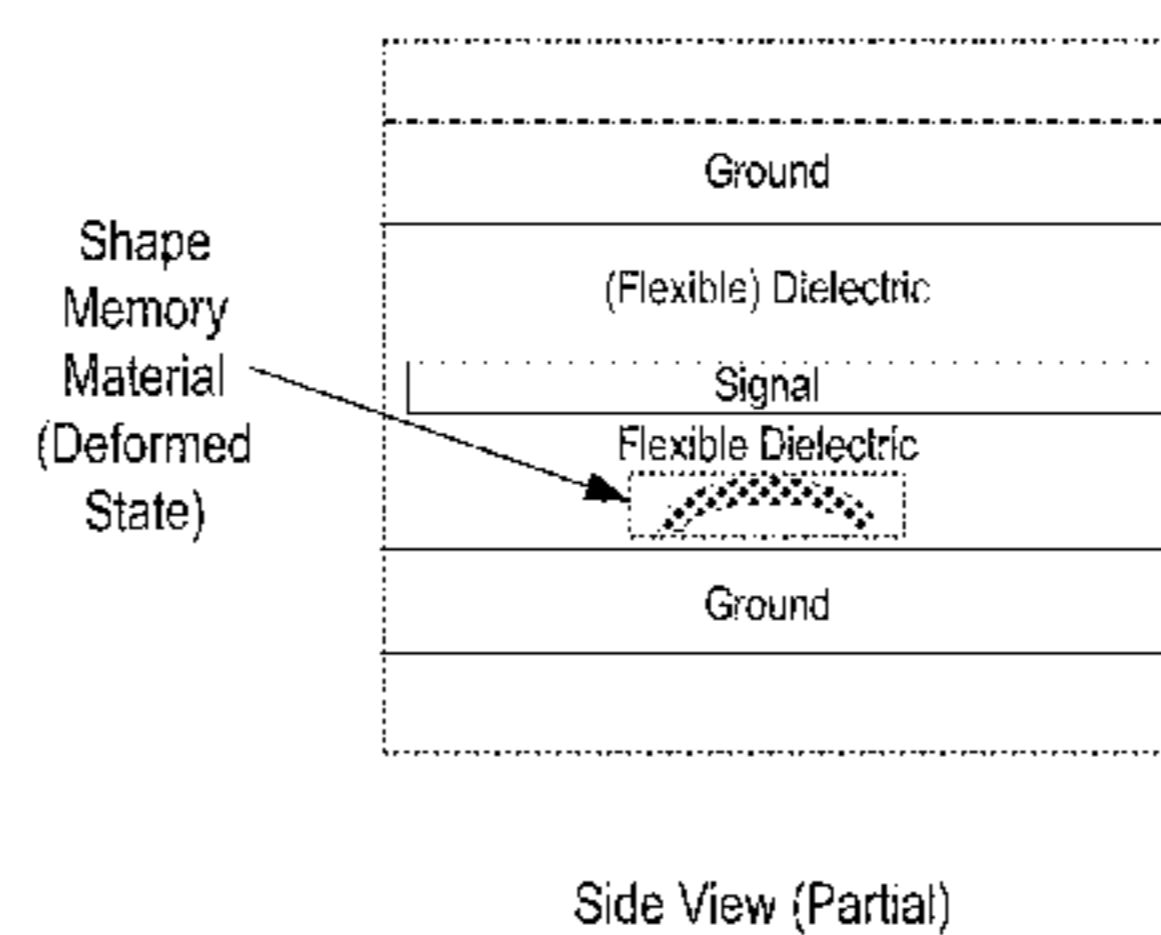 Ground
Shape
Memory
Material
(Deformed
State)
(Flexible) Dielectric
Signal
Flexible Dielectric
Ground
Side View (Partial)